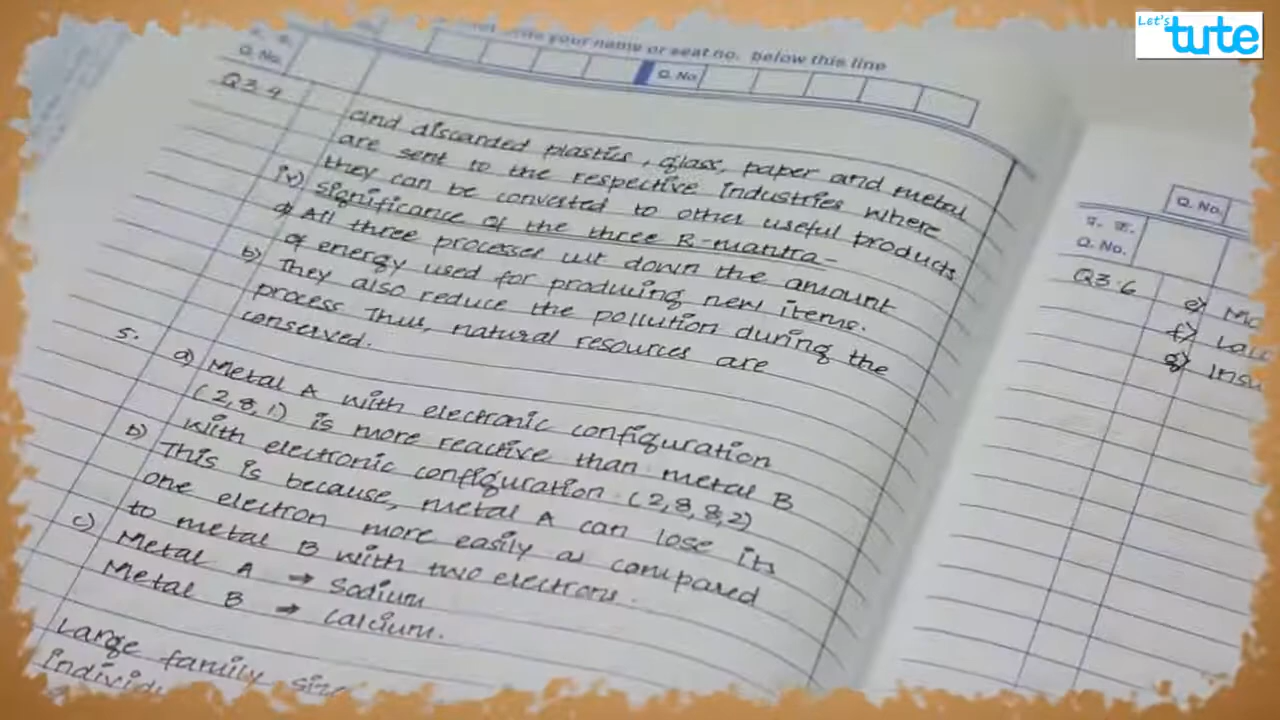 Let's
tute
write your name or seat no. below this line
Q. No.
Q. No.
Q3.4
and discarded plastics, glass, paper and metal
are sent to the respective industries where
they can be converted to other useful products
iv) Significance of the three R-mantra-
a) All three processes cut down the amount
of energy used for producing new items.
b) They also reduce the pollution during the
process. Thus, natural resources are
conserved.
5.
a) Metal A with electronic configuration
(2,8,1) is more reactive than metal B
with electronic configuration (2,8,8,2)
b) This is because, metal A can lose its
one electron more easily as compared
to metal B with two electrons.
c) Metal A → Sodium
Metal B → Calcium.
Large family
Q. No.
प्र. क्र.
Q. No.
Q3.6
e)
f)
g)